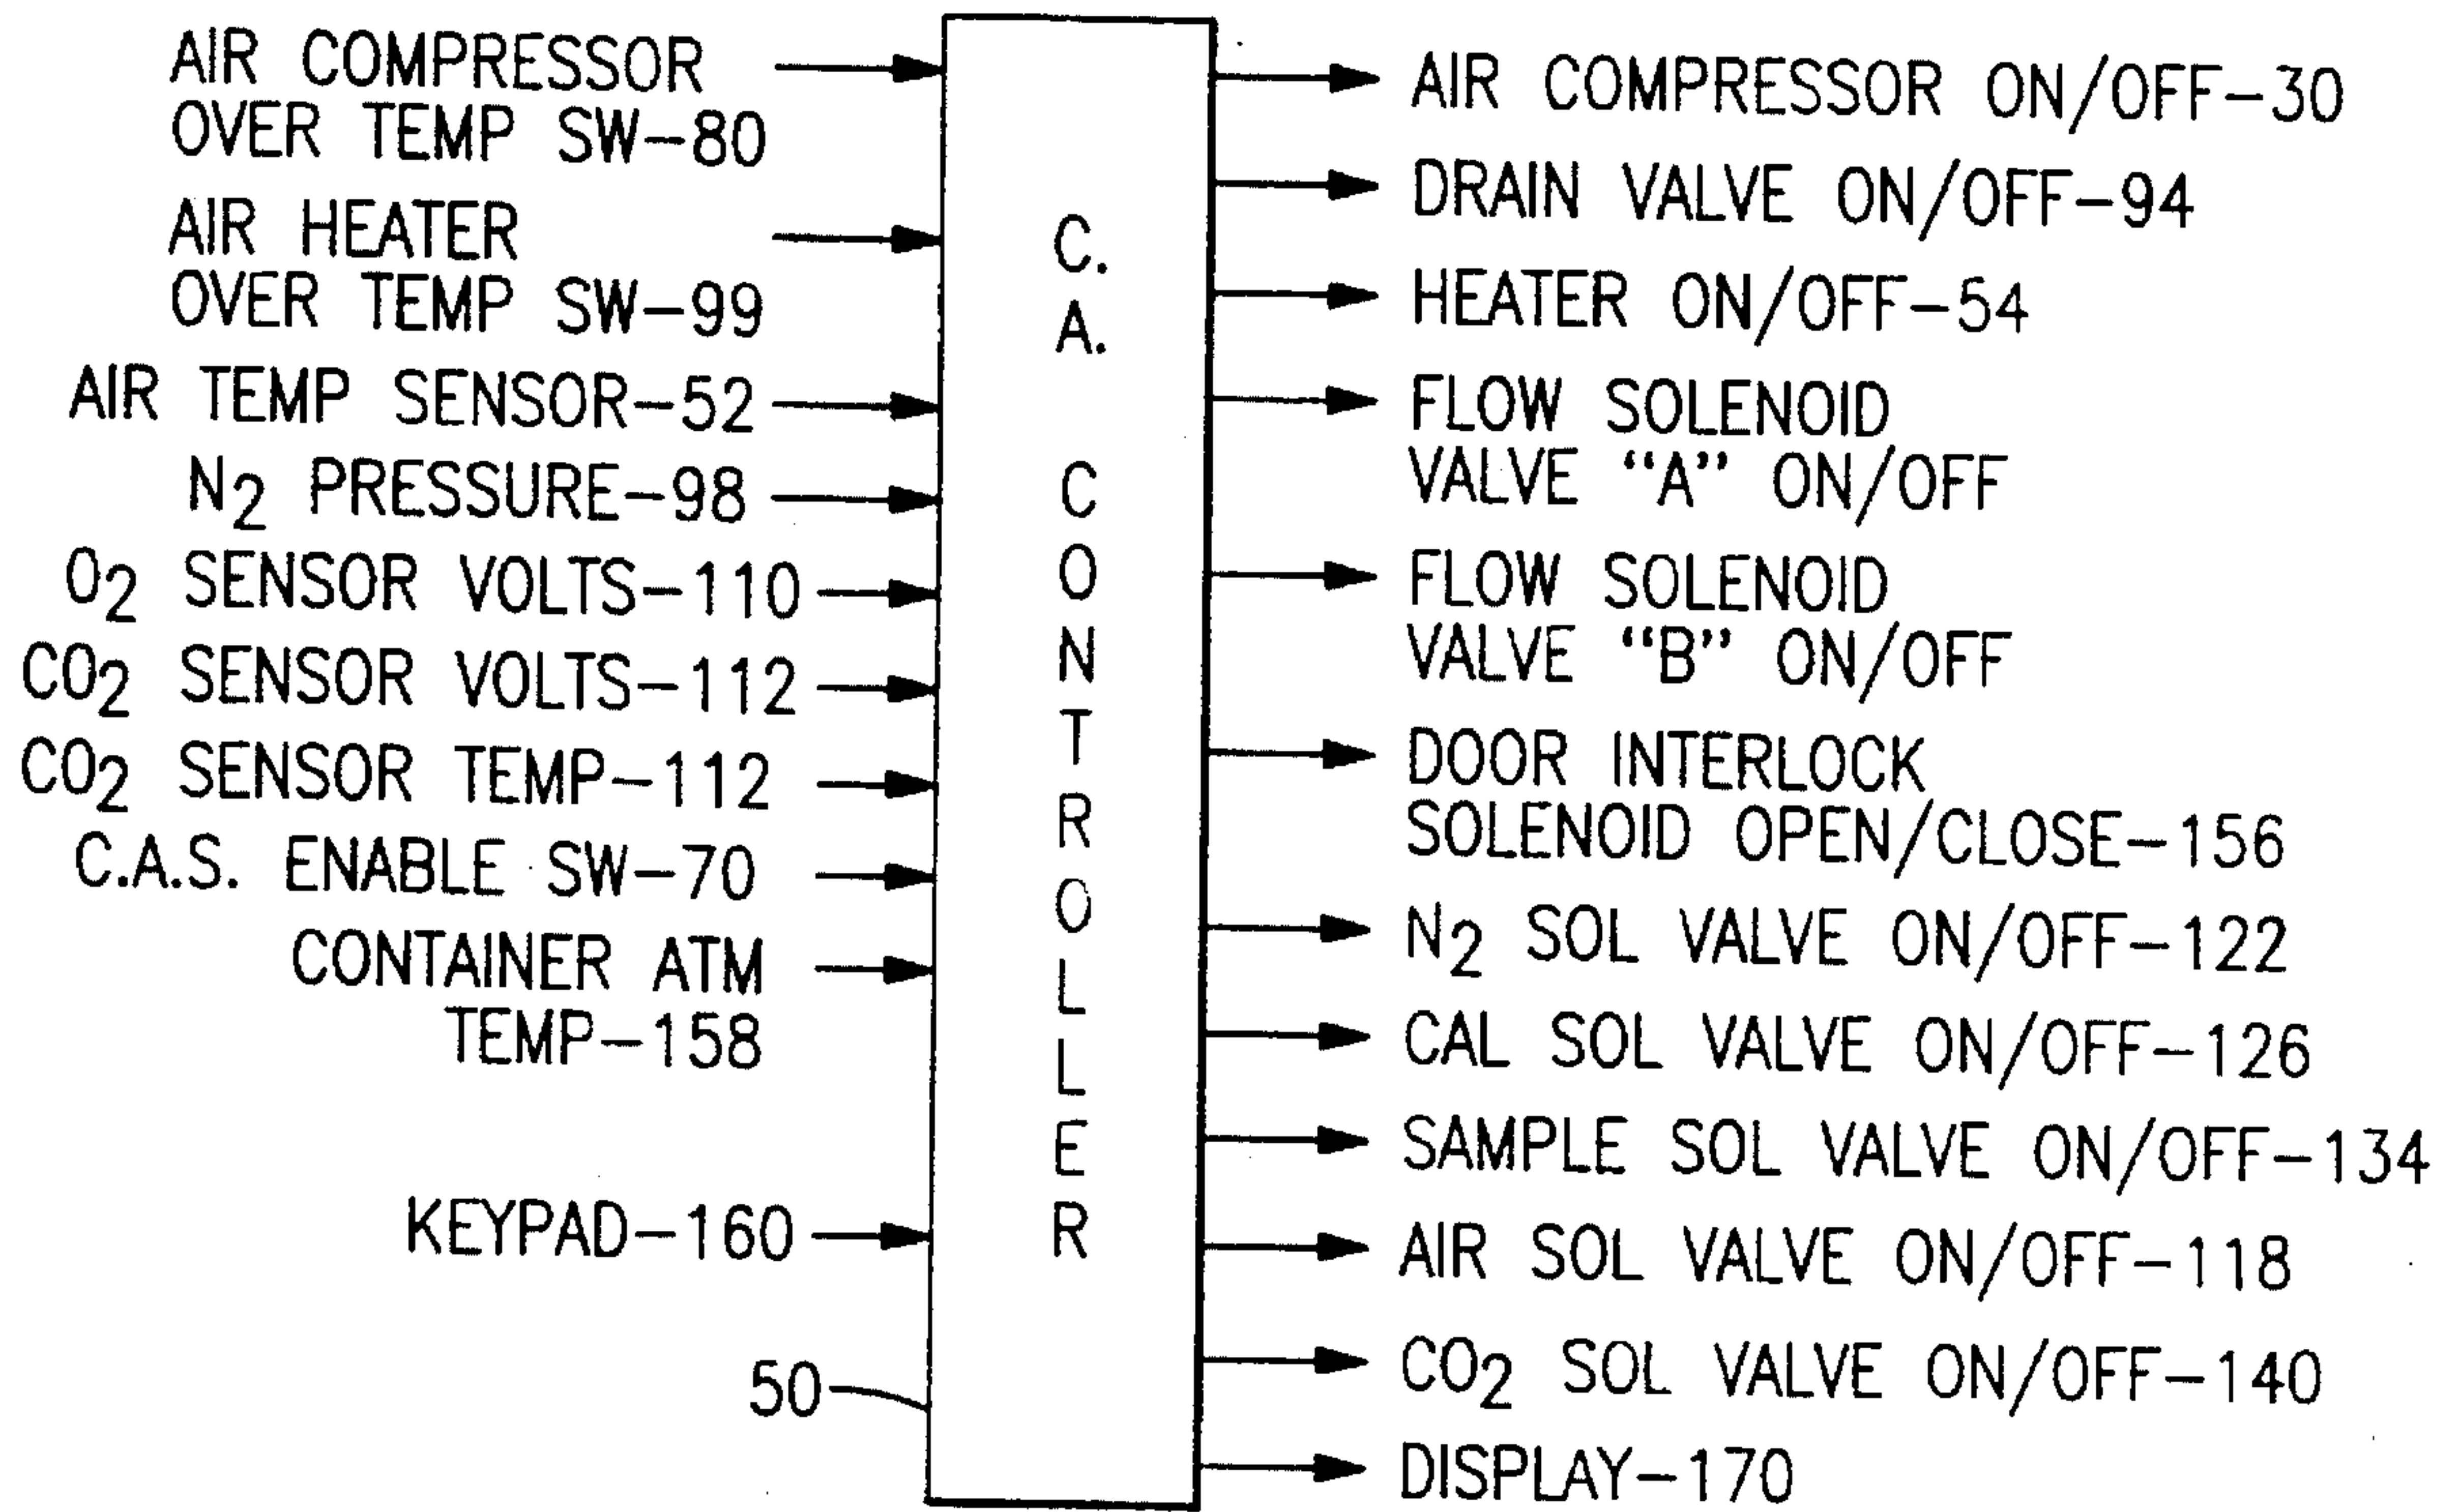 AIR COMPRESSOR
OVER TEMP SW-80
AIR HEATER
OVER TEMP SW-99
AIR TEMP SENSOR-52
N2 PRESSURE-98
O2 SENSOR VOLTS-110
CO2 SENSOR VOLTS-112
CO2 SENSOR TEMP-112
C.A.S. ENABLE SW-70
CONTAINER ATM
TEMP-158
KEYPAD-160
50
C. A. CONTROLLER
AIR COMPRESSOR ON/OFF-30
DRAIN VALVE ON/OFF-94
HEATER ON/OFF-54
FLOW SOLENOID
VALVE “A” ON/OFF
FLOW SOLENOID
VALVE “B” ON/OFF
DOOR INTERLOCK
SOLENOID OPEN/CLOSE-156
N2 SOL VALVE ON/OFF-122
CAL SOL VALVE ON/OFF-126
SAMPLE SOL VALVE ON/OFF-134
AIR SOL VALVE ON/OFF-118
CO2 SOL VALVE ON/OFF-140
DISPLAY-170